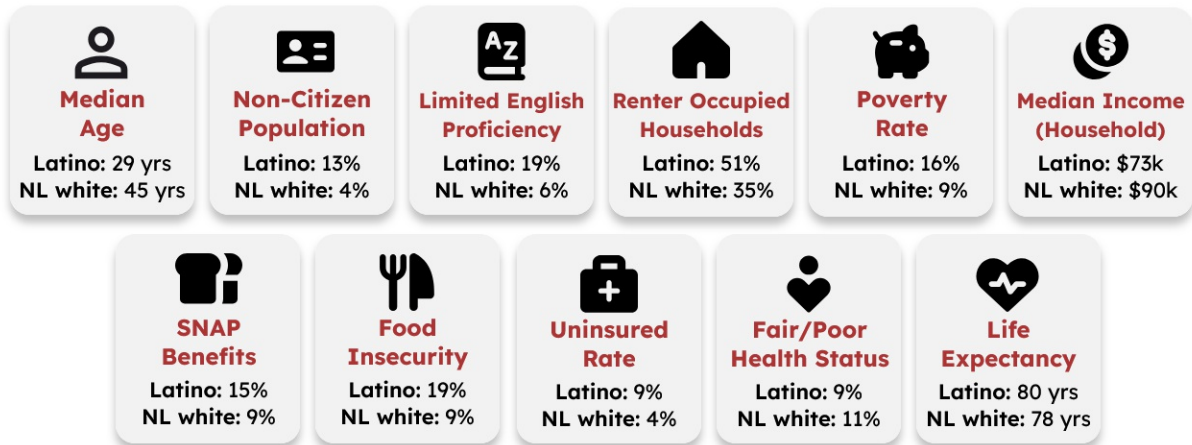 Median
Age
Latino: 29 yrs
NL white: 45 yrs
Non-Citizen
Population
Latino: 13%
NL white: 4%
AZ
Limited English
Proficiency
Latino: 19%
NL white: 6%
Renter Occupied
Households
Latino: 51%
NL white: 35%
Poverty
Rate
Latino: 16%
NL white: 9%
$
Median Income
(Household)
Latino: $73k
NL white: $90k
SNAP
Benefits
Latino: 15%
NL white: 9%
Food
Insecurity
Latino: 19%
NL white: 9%
Uninsured
Rate
Latino: 9%
NL white: 4%
Fair/Poor
Health Status
Latino: 9%
NL white: 11%
Life
Expectancy
Latino: 80 yrs
NL white: 78 yrs